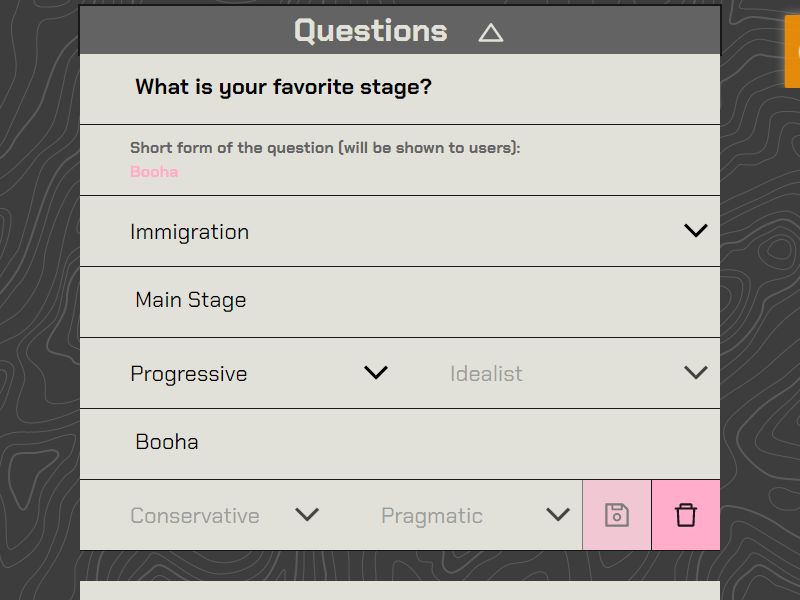 Questions
What is your favorite stage?
Short form of the question (will be shown to users):
Booha
Immigration
Main Stage
Progressive Idealist
Booha
Conservative Pragmatic